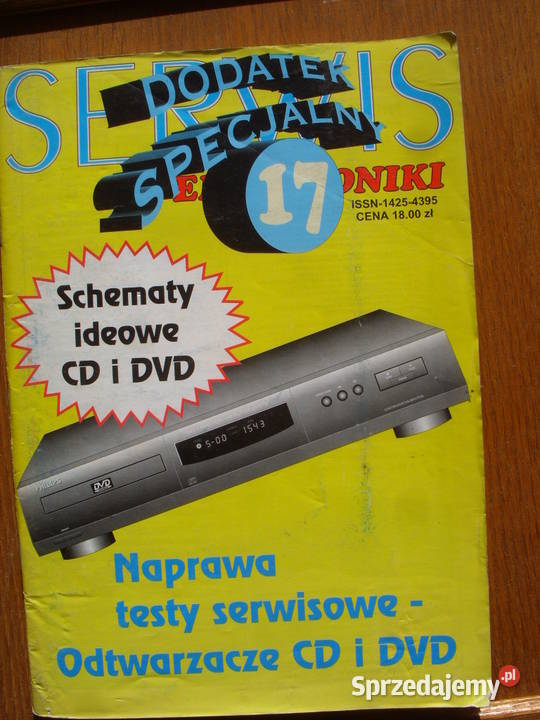 SERWIS
DODATEK
SPECJALNY
17
ONIKI
ISSN-1425-4395
CENA 18.00 zł
Schematy
ideowe
CD i DVD
5-00 1543
PHILIPS
DVD
Naprawa
testy serwisowe -
Odtwarzacze CD i DVD
Sprzedajemy.pl